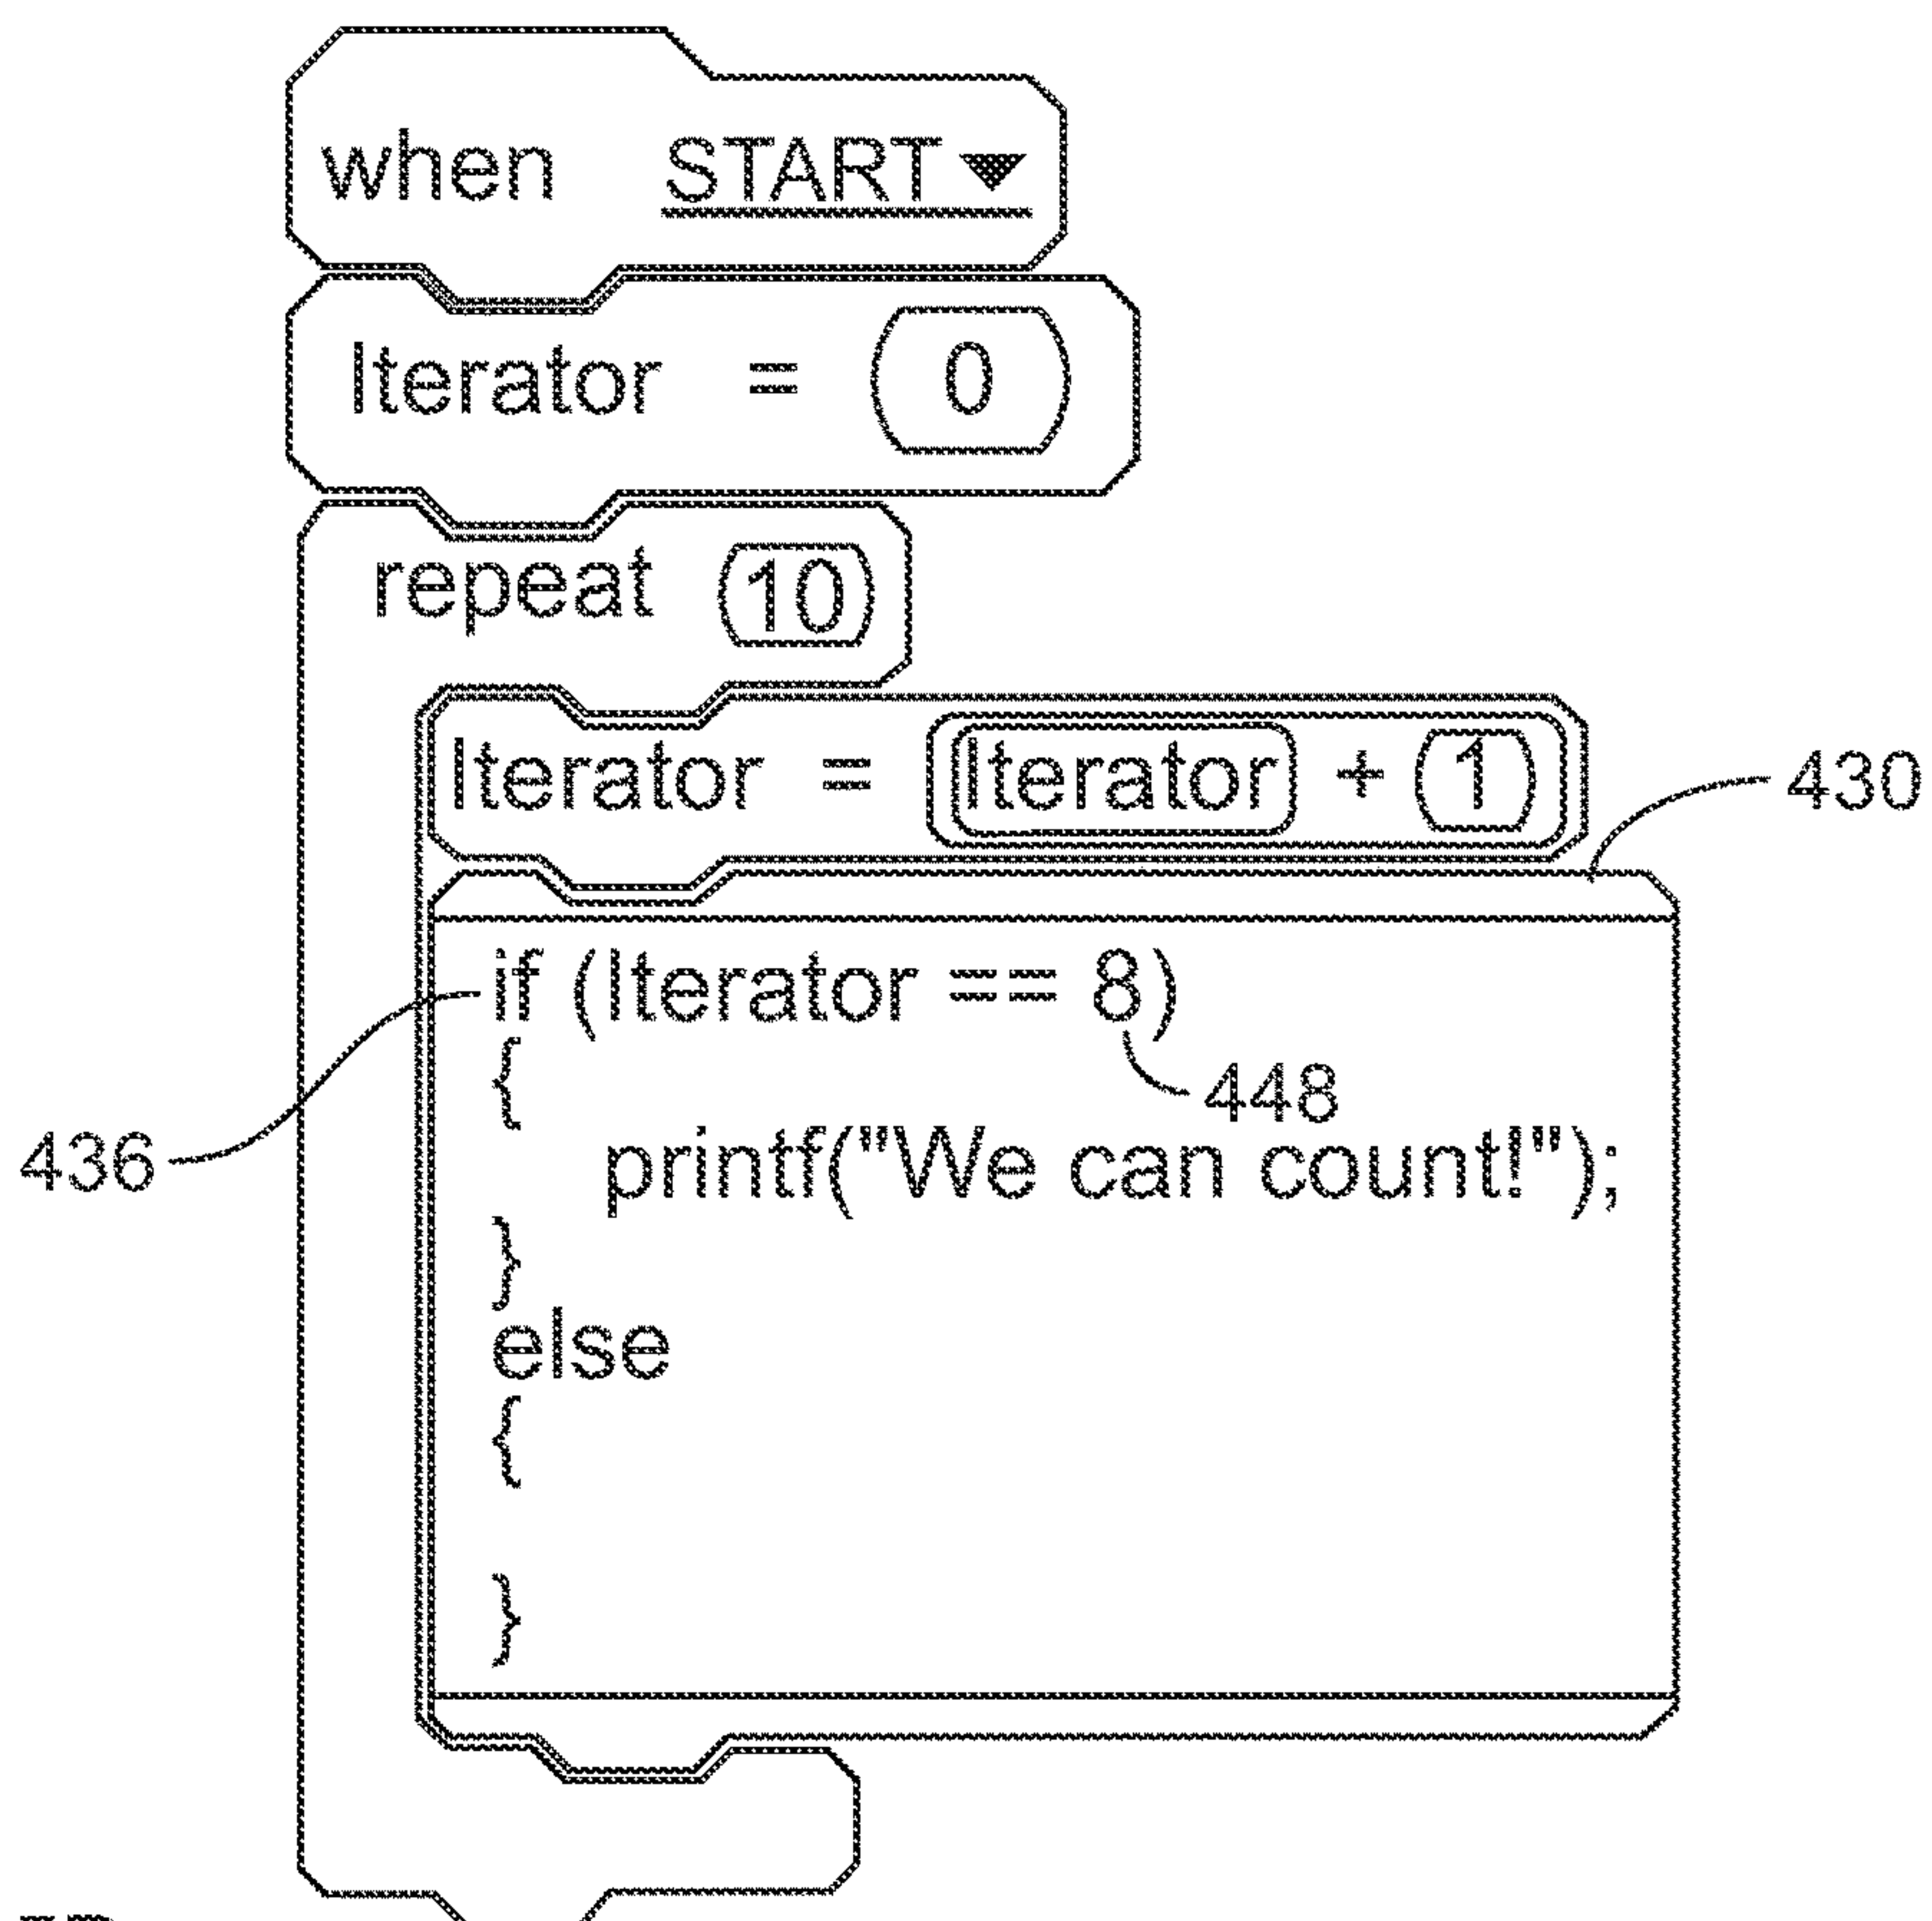 when START
Iterator = 0
repeat 10
Iterator = Iterator + 1
430
if (Iterator == 8)
{
448
436
printf("We can count!");
}
else
{
}